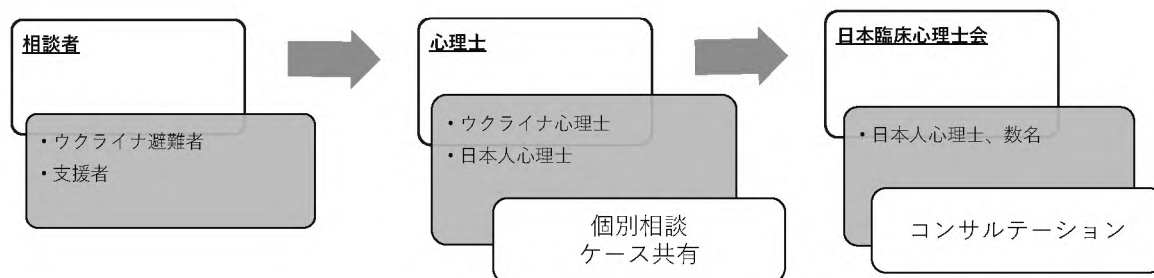 相談者
・ウクライナ避難者
・支援者
心理士
・ウクライナ心理士
・日本人心理士
個別相談
ケース共有
日本臨床心理士会
・日本人心理士、数名
コンサルテーション